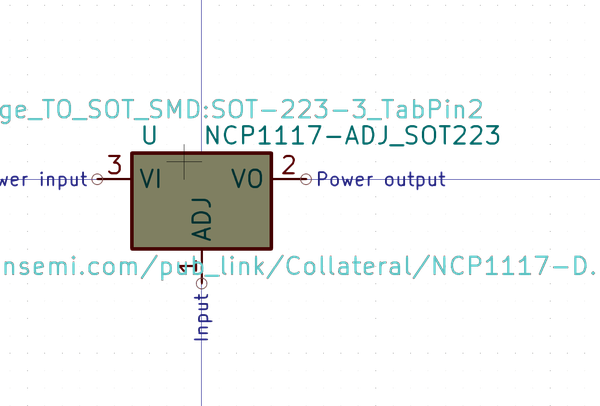 ge_TO_SOT_SMD:SOT-223-3_TabPin2
U NCP1117-ADJ_SOT223
wer input 3 VI VO 2 Power output
ADJ
1
nsemi.com/pub_link/Collateral/NCP1117-D.
Input